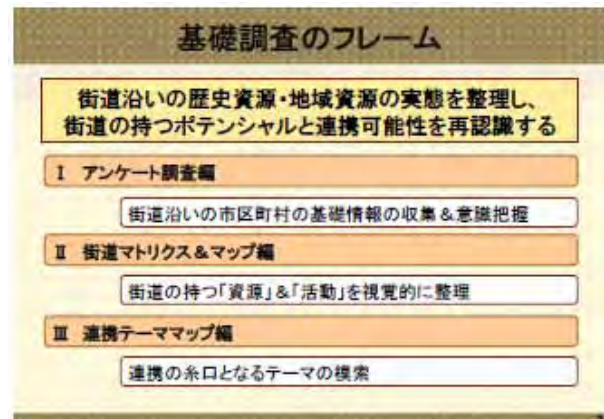 基礎調査のフレーム
街道沿いの歴史資源・地域資源の実態を整理し、
街道の持つポテンシャルと連携可能性を再認識する
Ⅰ アンケート調査編
街道沿いの市区町村の基礎情報の収集&意識把握
Ⅱ 街道マトリクス&マップ編
街道の持つ「資源」&「活動」を視覚的に整理
Ⅲ 連携テーママップ編
連携の糸口となるテーマの模索